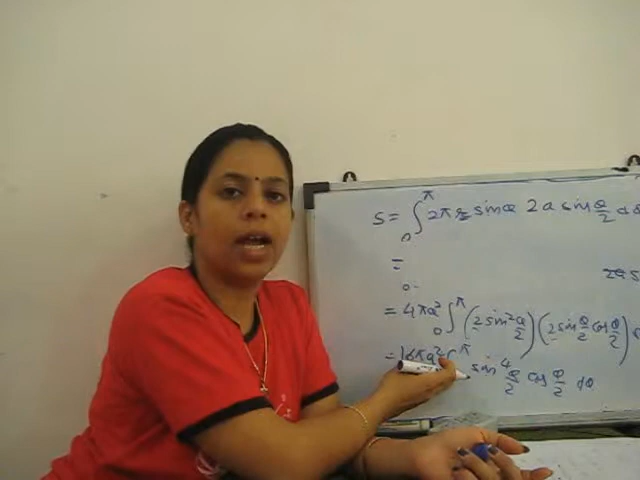 S = ∫₀^π 2π r sinθ 2a sin θ/2 dθ
=
0
2a s
= 4πa² ∫₀^π (2 sin² θ/2) (2 sin θ/2 cos θ/2)
= 16πa² ∫ π sin⁴ θ/2 cos θ/2 dθ